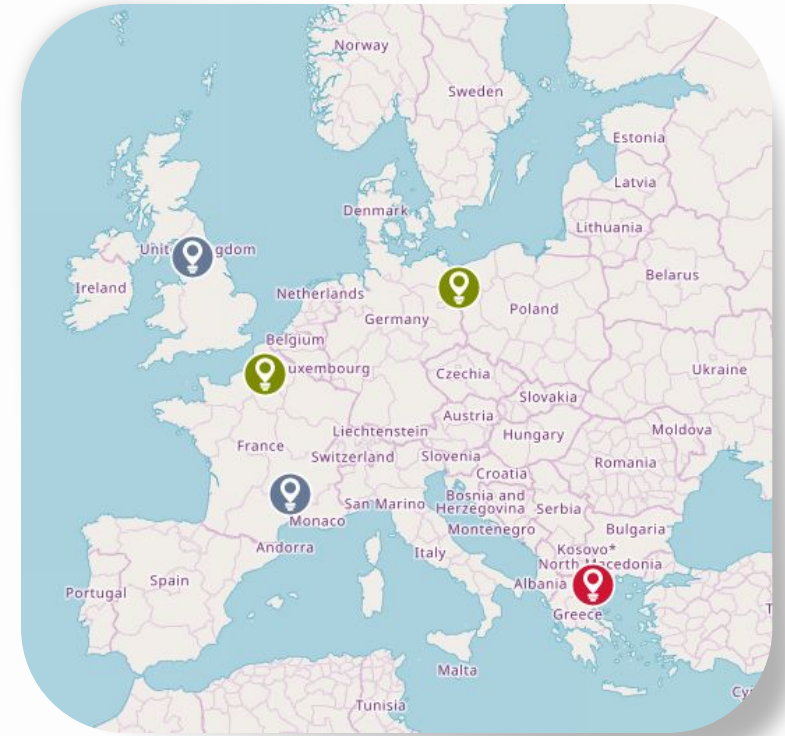 Norway
Sweden
Estonia
Latvia
Denmark
Lithuania
United Kingdom
Belarus
Ireland
Netherlands
Poland
Germany
Belgium
Luxembourg
Czechia
Ukraine
Slovakia
Austria
Liechtenstein
Hungary
Moldova
France
Switzerland
Slovenia
Romania
Croatia
San Marino
Bosnia and
Herzegovina
Serbia
Monaco
Montenegro
Bulgaria
Andorra
Italy
Kosovo*
North Macedonia
Spain
Albania
Portugal
Greece
Malta
Tunisia